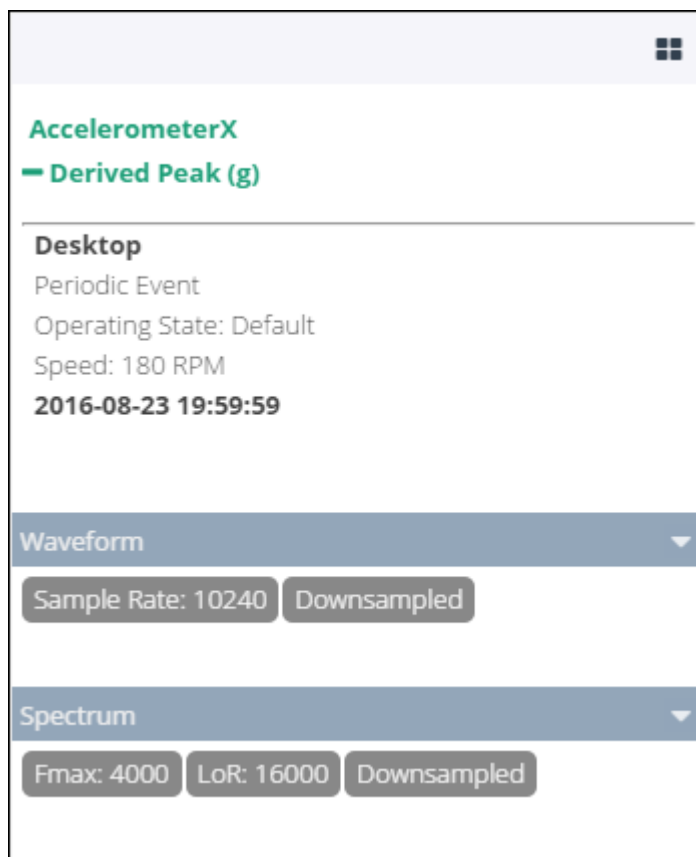 AccelerometerX
Derived Peak (g)
Desktop
Periodic Event
Operating State: Default
Speed: 180 RPM
2016-08-23 19:59:59
Waveform
Sample Rate: 10240 Downsampled
Spectrum
Fmax: 4000 LoR: 16000 Downsampled